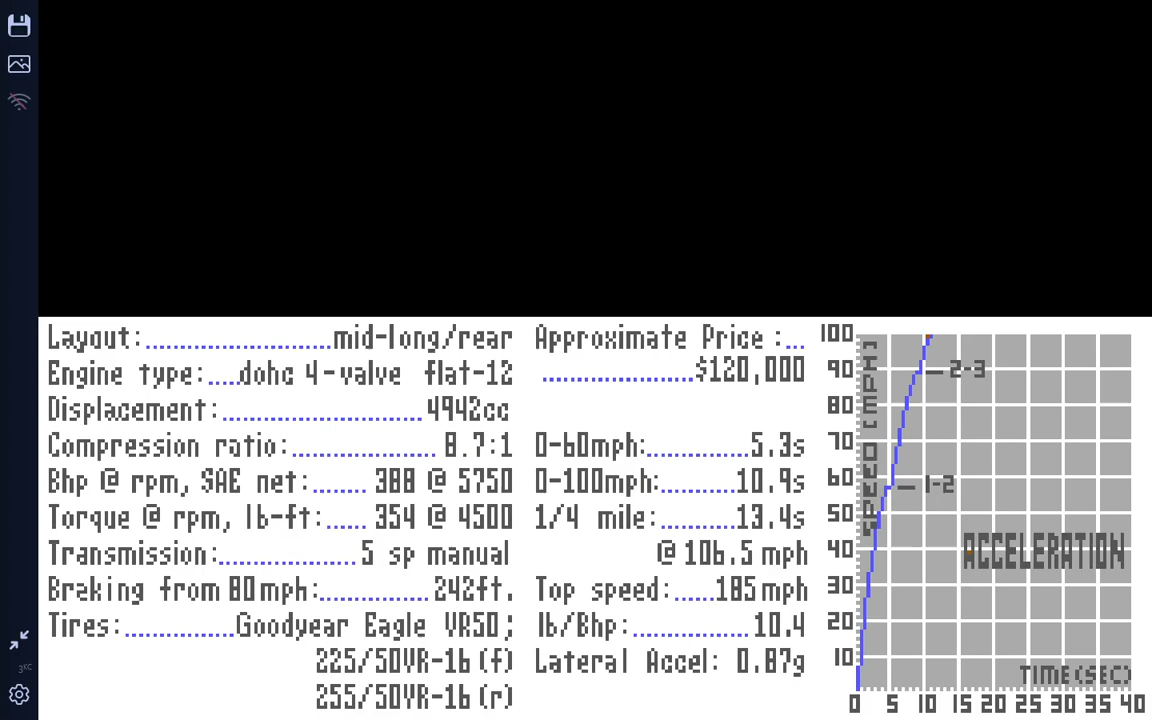 Layout:..........................mid-long/rear
Engine type:....dohc 4-valve flat-12
Displacement:............................4942cc
Compression ratio:....................8.7:1
Bhp @ rpm, SAE net:....... 388 @ 5750
Torque @ rpm, lb-ft:...... 354 @ 4500
Transmission:....................5 sp manual
Braking from 80mph:...............242ft.
Tires:...............Goodyear Eagle VR50;
225/50VR-16 (f)
255/50VR-16 (r)
Approximate Price :...
.....................$120,000
0-60mph:...............5.3s
0-100mph:...........10.9s
1/4 mile:............13.4s
@ 106.5 mph
Top speed:......185mph
lb/Bhp:................10.4
Lateral Accel: 0.87g
100
90
80
70
60
50
40
30
20
10
SPEED (MPH)
2-3
1-2
ACCELERATION
TIME(SEC)
0 5 10 15 20 25 30 35 40
3KC